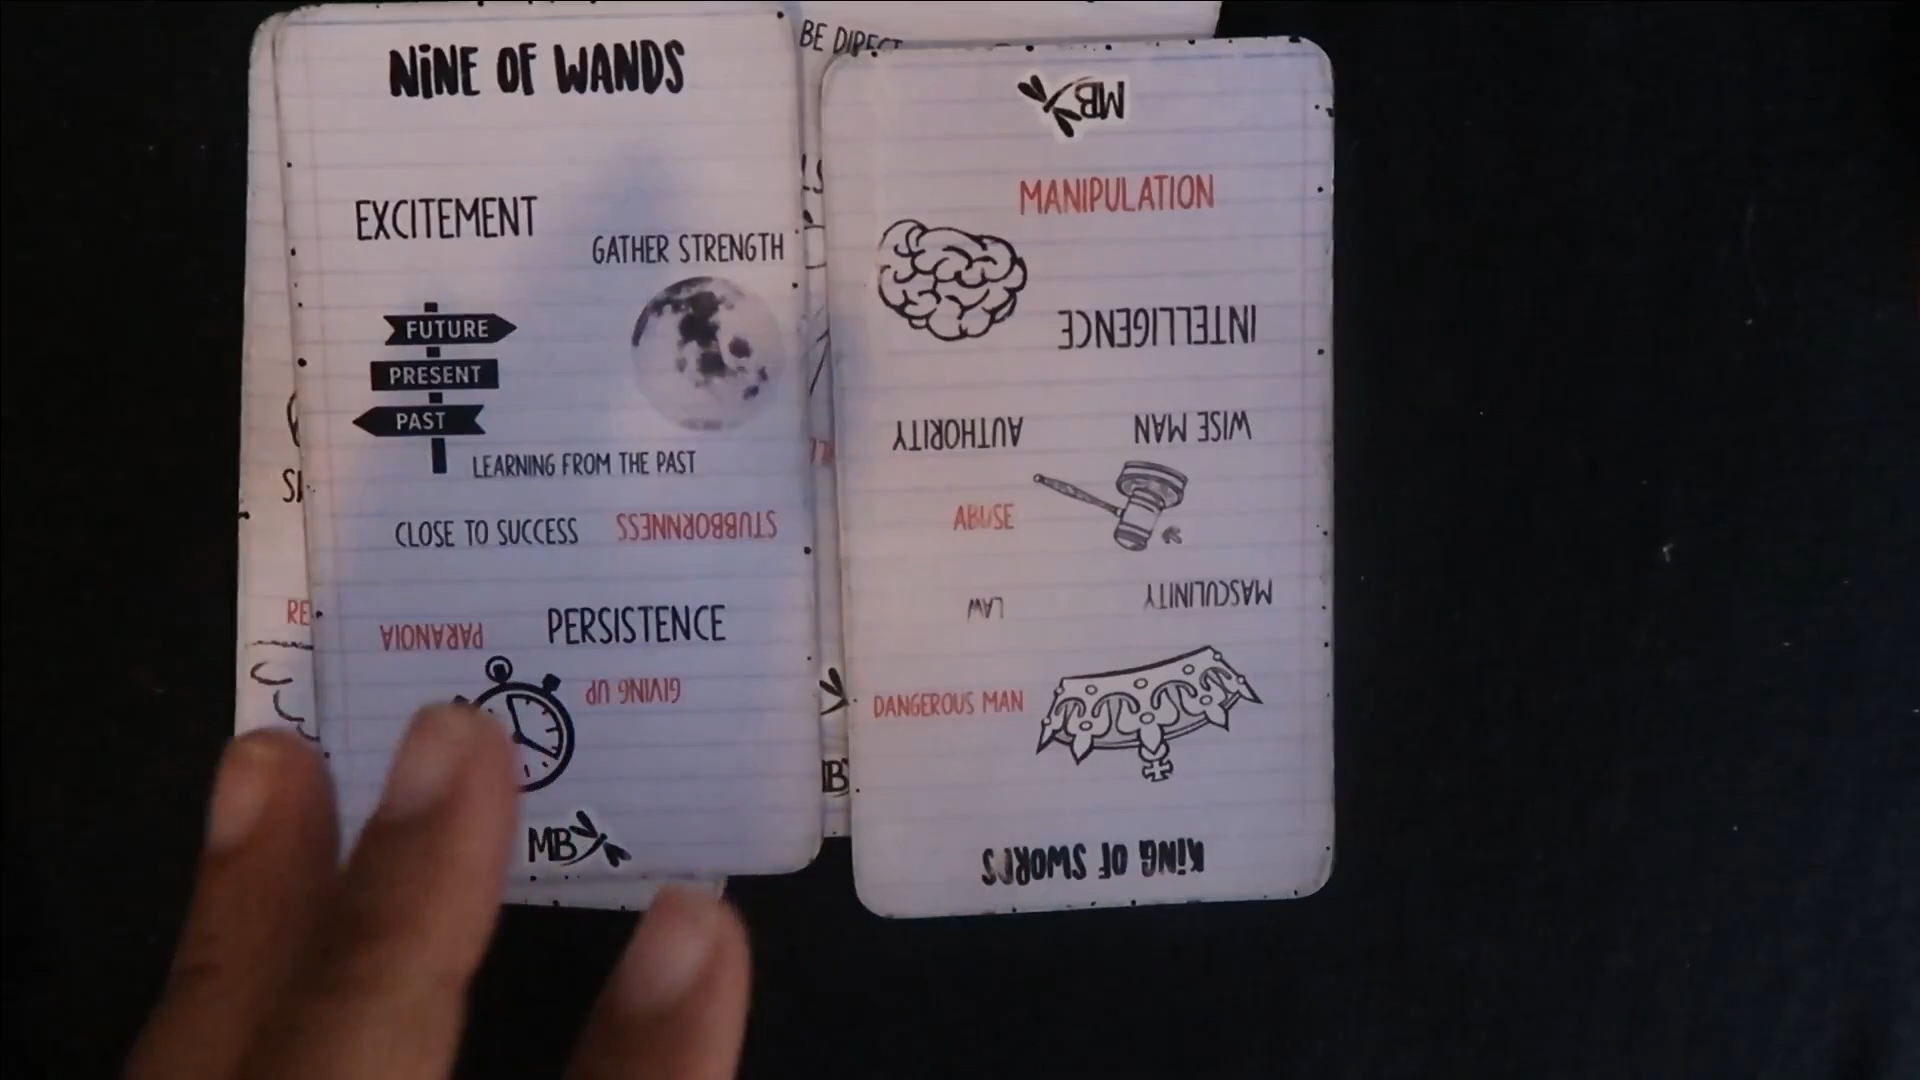 NINE OF WANDS
EXCITEMENT
GATHER STRENGTH
FUTURE
PRESENT
PAST
LEARNING FROM THE PAST
CLOSE TO SUCCESS
STUBBORNNESS
PARANOIA
PERSISTENCE
GIVING UP
MB
BE DIRECT
MB
MANIPULATION
INTELLIGENCE
AUTHORITY
WISE MAN
ABUSE
LAW
MASCULINITY
DANGEROUS MAN
KING OF SWORDS